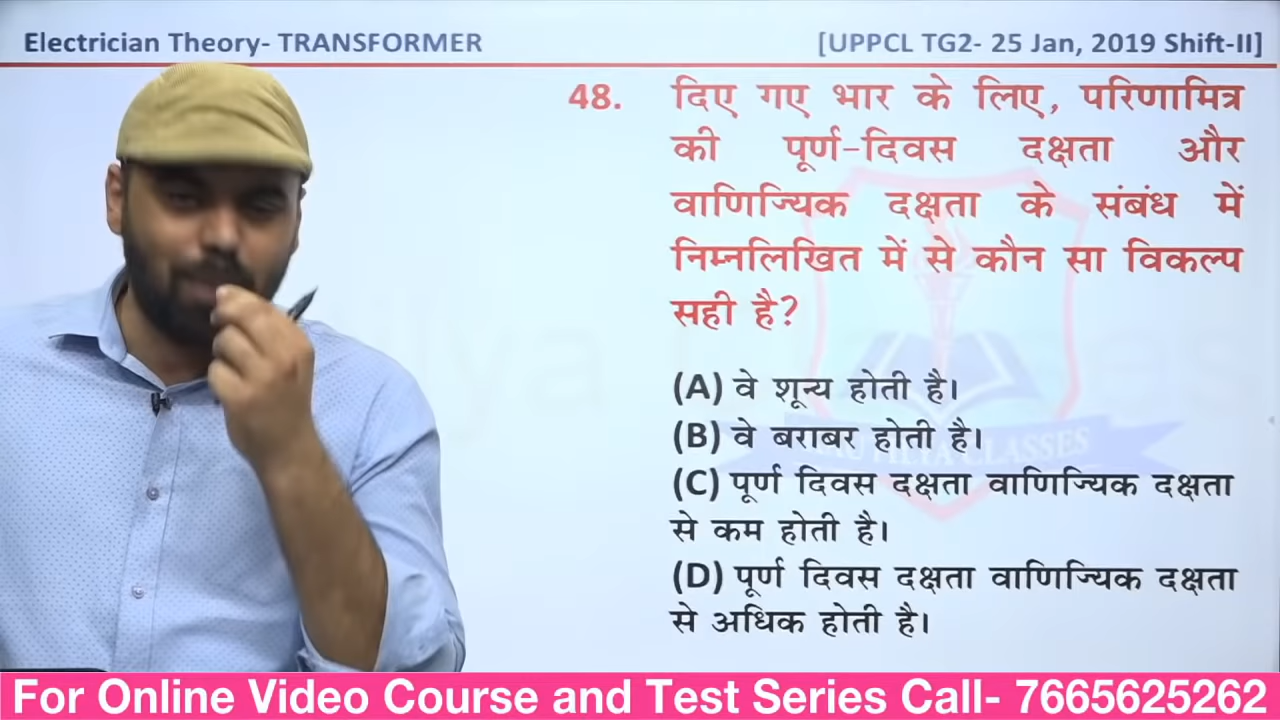 Electrician Theory- TRANSFORMER
[UPPCL TG2- 25 Jan, 2019 Shift-II]
48. दिए गए भार के लिए, परिणामित्र
की पूर्ण-दिवस दक्षता और
वाणिज्यिक दक्षता के संबंध में
निम्नलिखित में से कौन सा विकल्प
सही है?
(A) वे शून्य होती है।
(B) वे बराबर होती है।
(C) पूर्ण दिवस दक्षता वाणिज्यिक दक्षता
से कम होती है।
(D) पूर्ण दिवस दक्षता वाणिज्यिक दक्षता
से अधिक होती है।
CLASSES
For Online Video Course and Test Series Call- 7665625262